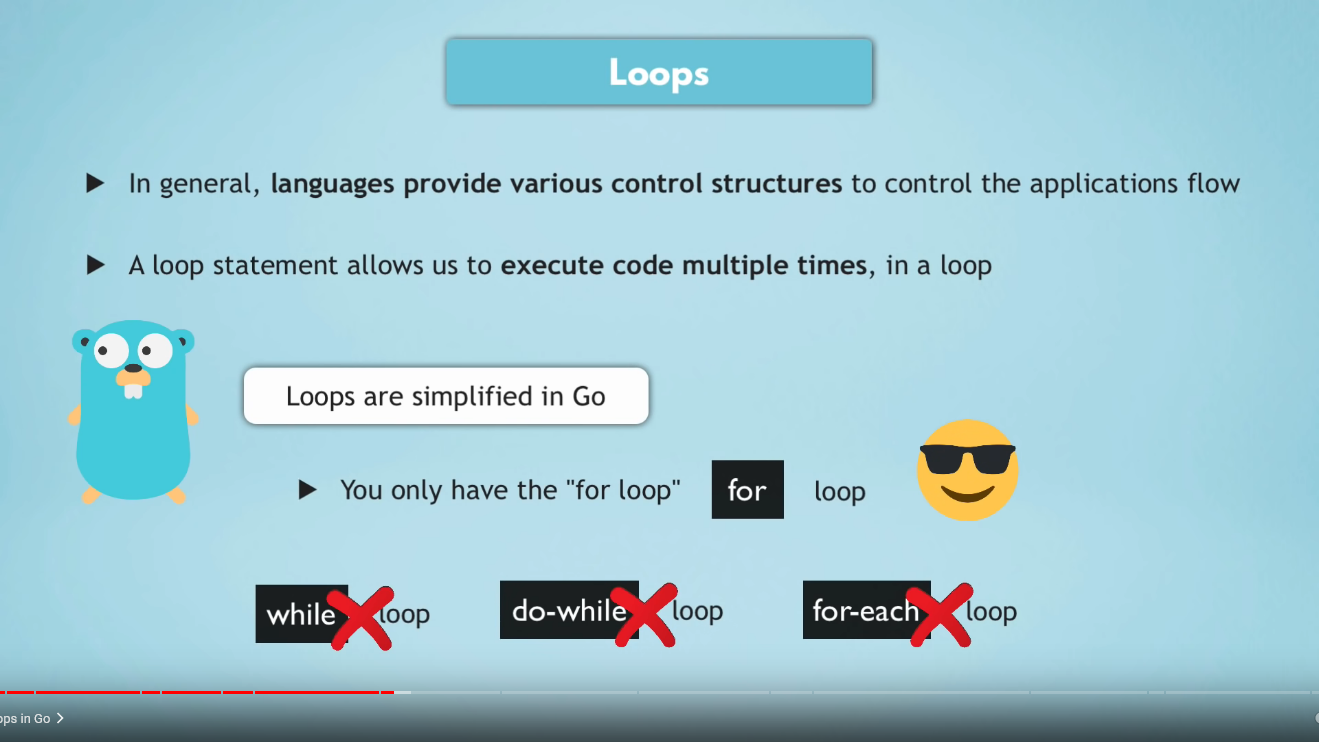 Loops
In general, languages provide various control structures to control the applications flow
A loop statement allows us to execute code multiple times, in a loop
Loops are simplified in Go
You only have the "for loop" for loop
while loop do-while loop for-each loop
ops in Go